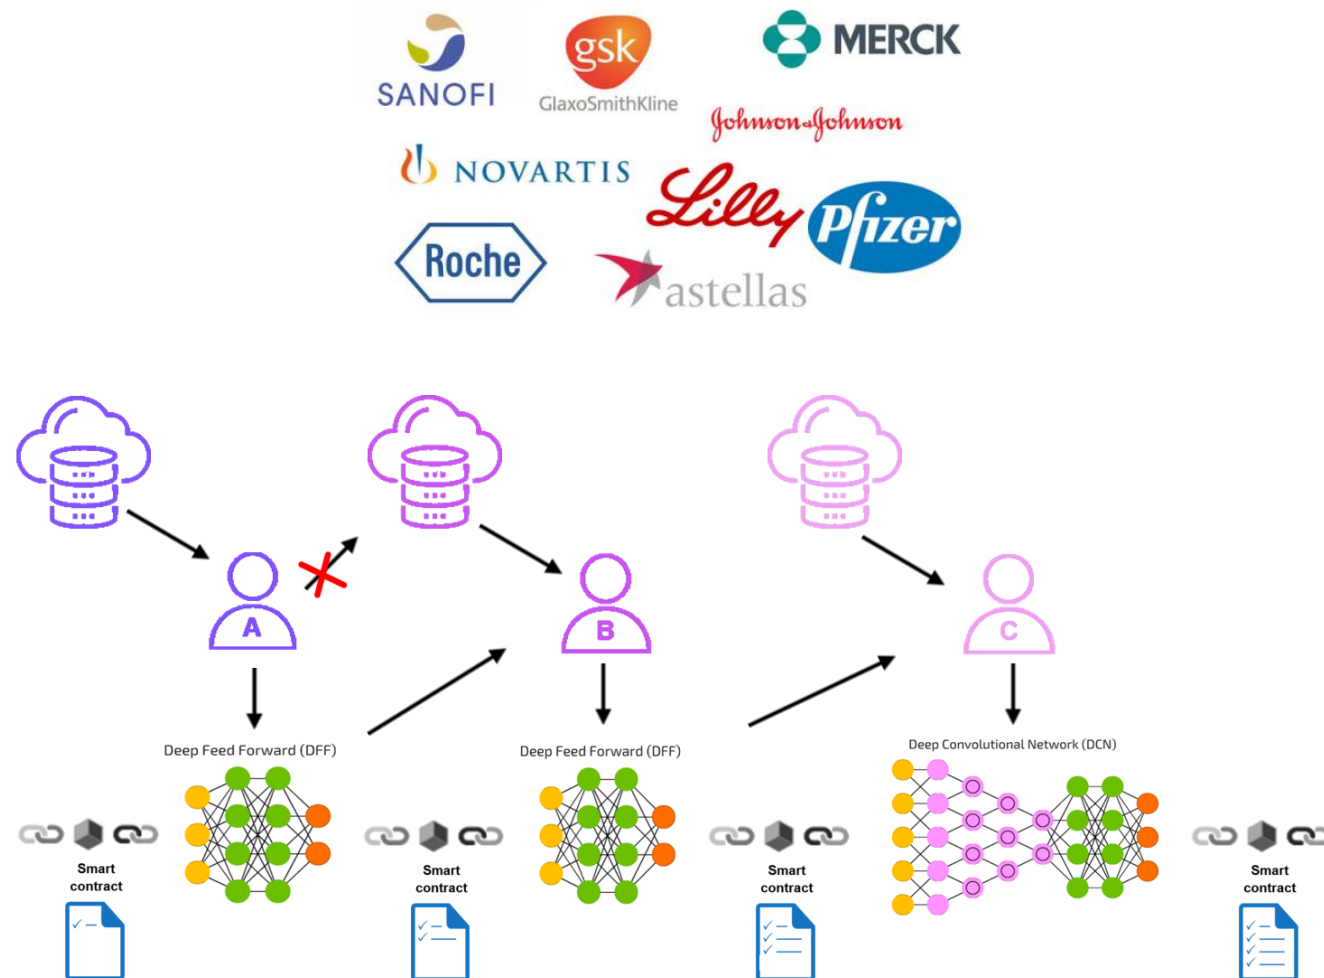 SANOFI
gsk
GlaxoSmithKline
MERCK
Johnson & Johnson
NOVARTIS
Lilly
Pfizer
Roche
astellas
A
B
C
Deep Feed Forward (DFF)
Deep Feed Forward (DFF)
Deep Convolutional Network (DCN)
Smart
contract
Smart
contract
Smart
contract
Smart
contract